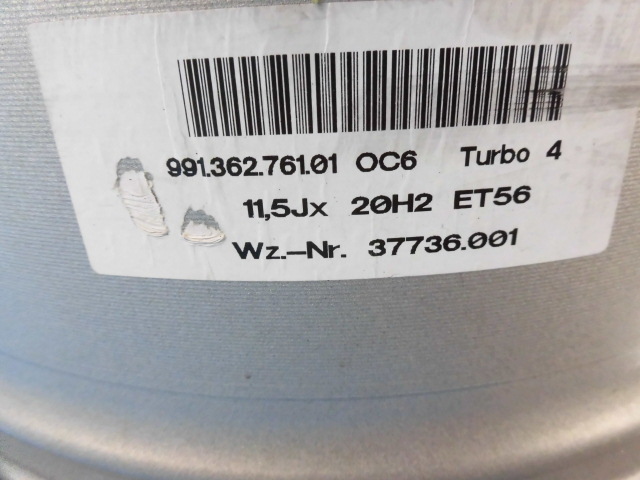 991.362.761.01 OC6 Turbo 4
11,5Jx 20H2 ET56
Wz.-Nr. 37736.001